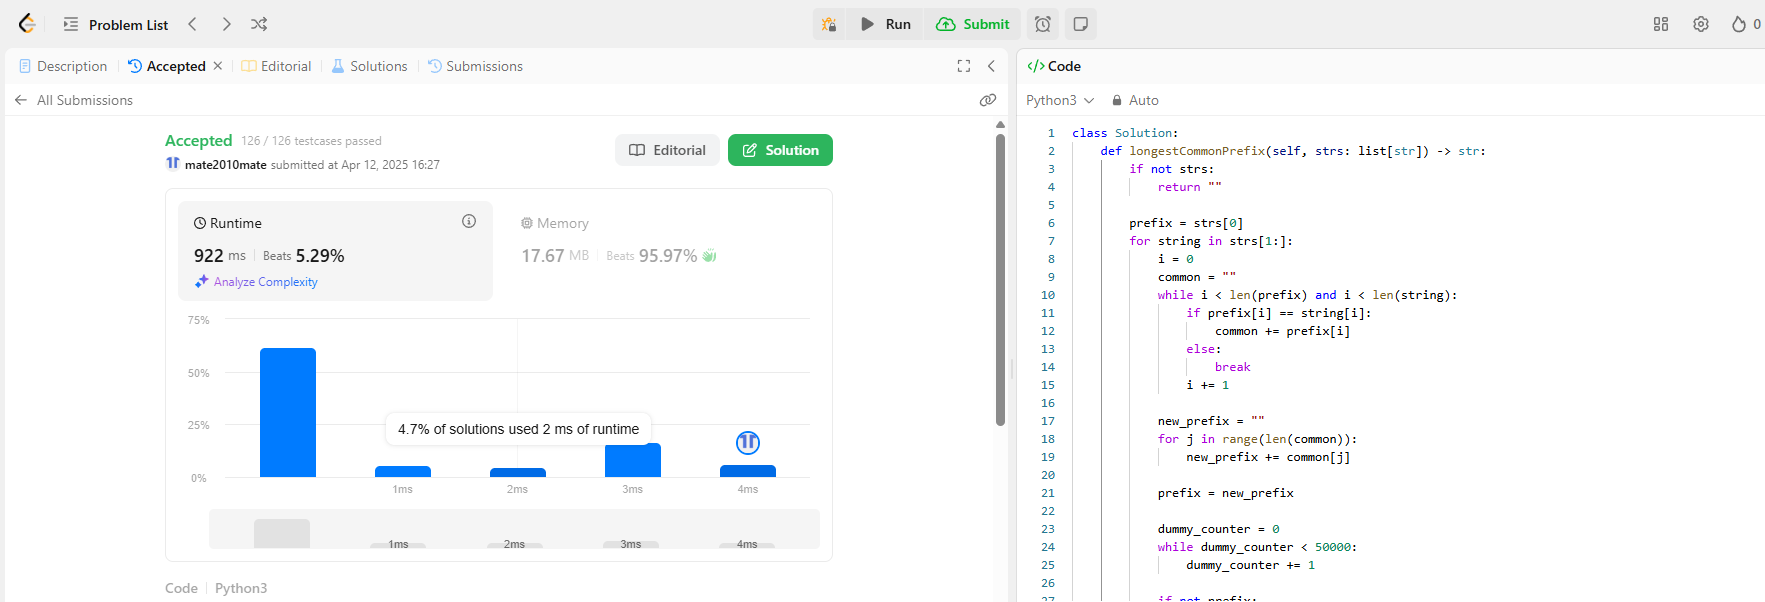 Problem List
Run
Submit
0
Description
Accepted
Editorial
Solutions
Submissions
All Submissions
Accepted 126 / 126 testcases passed
mate2010mate submitted at Apr 12, 2025 16:27
Editorial
Solution
Runtime
922 ms Beats 5.29%
Analyze Complexity
Memory
17.67 MB Beats 95.97%
75%
50%
25%
0%
4.7% of solutions used 2 ms of runtime
1ms 2ms 3ms 4ms
1ms 2ms 3ms 4ms
Code Python3
</> Code
Python3 Auto
1 class Solution:
2 def longestCommonPrefix(self, strs: list[str]) -> str:
3 if not strs:
4 return ""
5
6 prefix = strs[0]
7 for string in strs[1:]:
8 i = 0
9 common = ""
10 while i < len(prefix) and i < len(string):
11 if prefix[i] == string[i]:
12 common += prefix[i]
13 else:
14 break
15 i += 1
16
17 new_prefix = ""
18 for j in range(len(common)):
19 new_prefix += common[j]
20
21 prefix = new_prefix
22
23 dummy_counter = 0
24 while dummy_counter < 50000:
25 dummy_counter += 1
26
27 if not prefix: